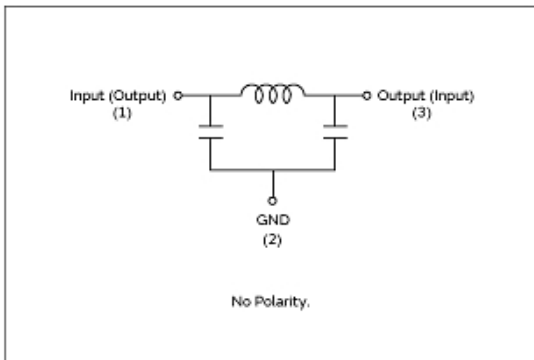 Input (Output)
(1)
Output (Input)
(3)
GND
(2)
No Polarity.